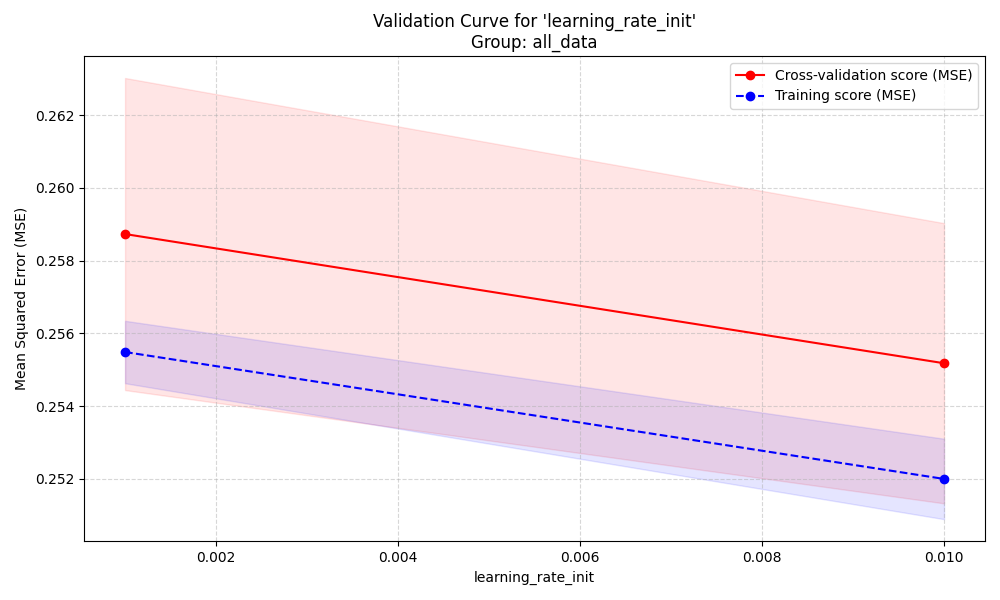 Validation Curve for 'learning_rate_init'
Group: all_data
Cross-validation score (MSE)
Training score (MSE)
Mean Squared Error (MSE)
0.262
0.260
0.258
0.256
0.254
0.252
0.002 0.004 0.006 0.008 0.010
learning_rate_init